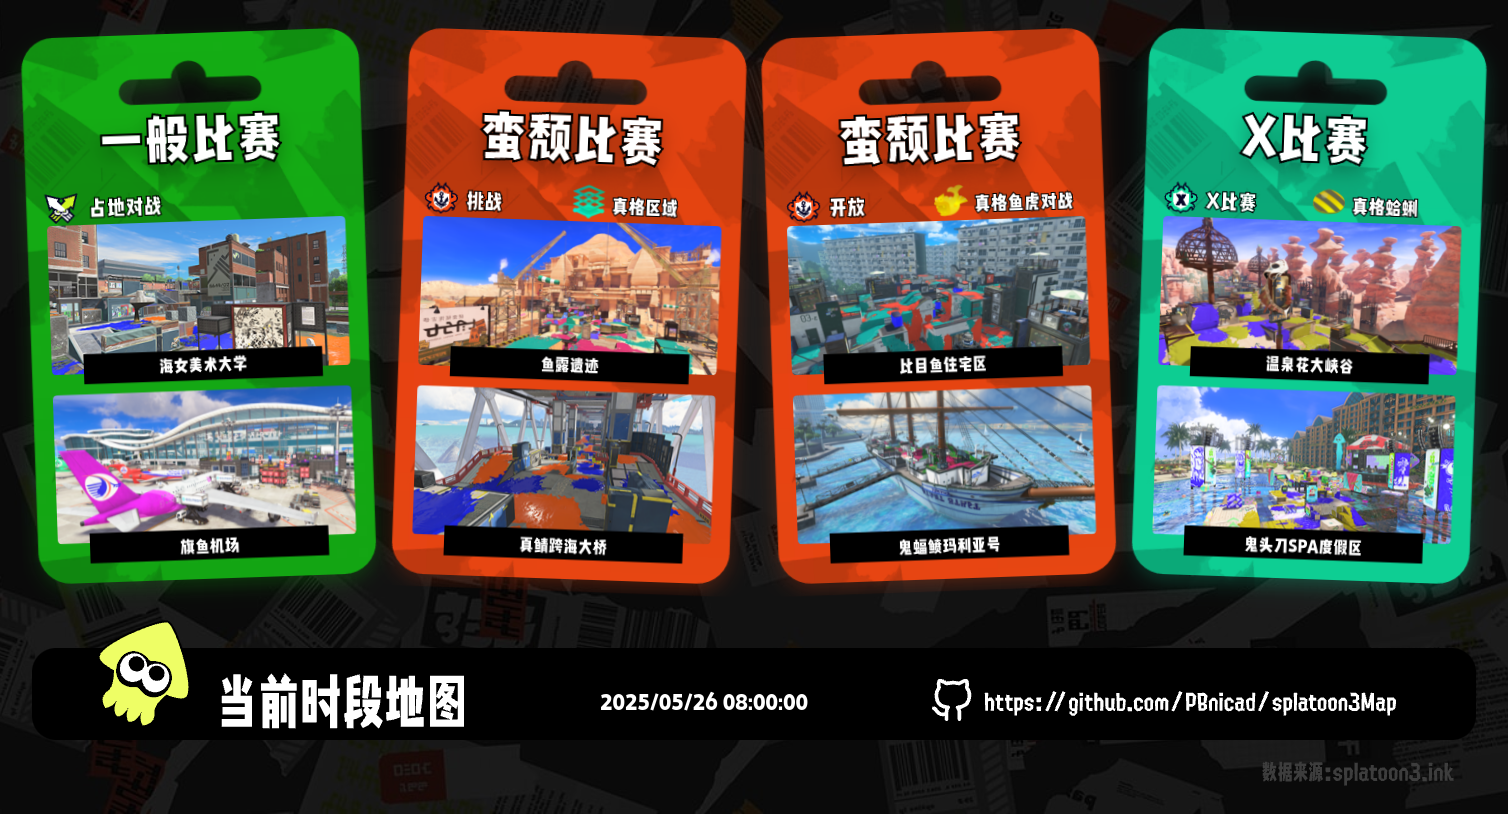 一般比赛
占地对战
海女美术大学
旗鱼机场
蛮颓比赛
挑战
真格区域
鱼露遗迹
真鲭跨海大桥
蛮颓比赛
开放
真格鱼虎对战
比目鱼住宅区
鬼蝠鲼玛利亚号
X比赛
X比赛
真格蛤蜊
温泉花大峡谷
鬼头刀SPA度假区
当前时段地图
2025/05/26 08:00:00
https://github.com/PBnicad/splatoon3Map
数据来源:splatoon3.ink